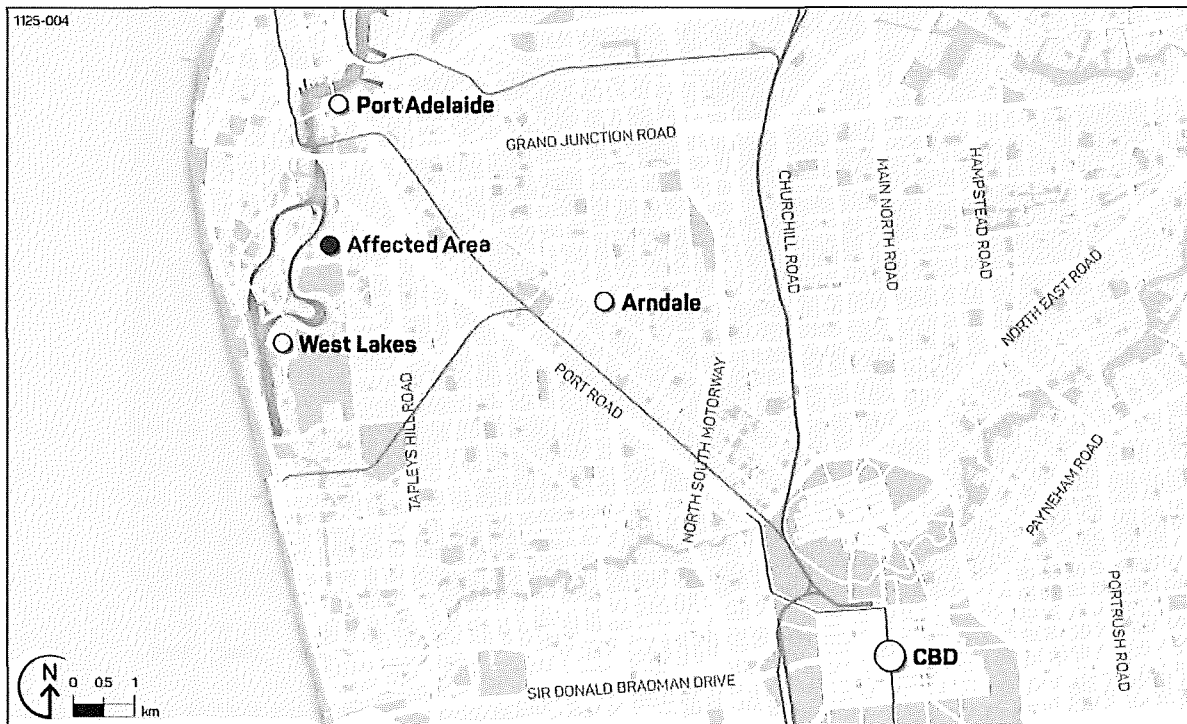 1125-004
Port Adelaide
GRAND JUNCTION ROAD
CHURCHILL ROAD
MAIN NORTH ROAD
HAMPSTEAD ROAD
Affected Area
NORTH EAST ROAD
Arndale
West Lakes
PORT ROAD
TAPLEYS HILL ROAD
NORTH SOUTH MOTORWAY
PAYNEHAM ROAD
PORTRUSH ROAD
CBD
SIR DONALD BRADMAN DRIVE
N
0 0.5 1
km